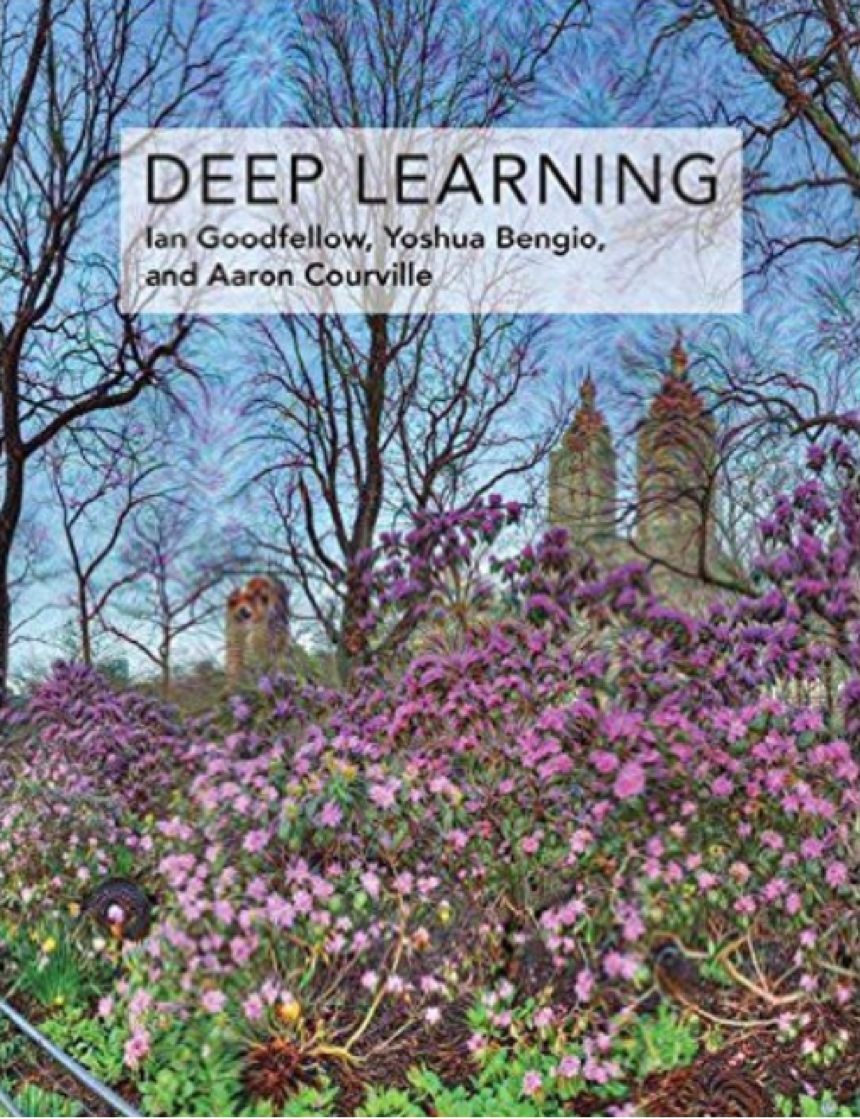 DEEP LEARNING
Ian Goodfellow, Yoshua Bengio,
and Aaron Courville